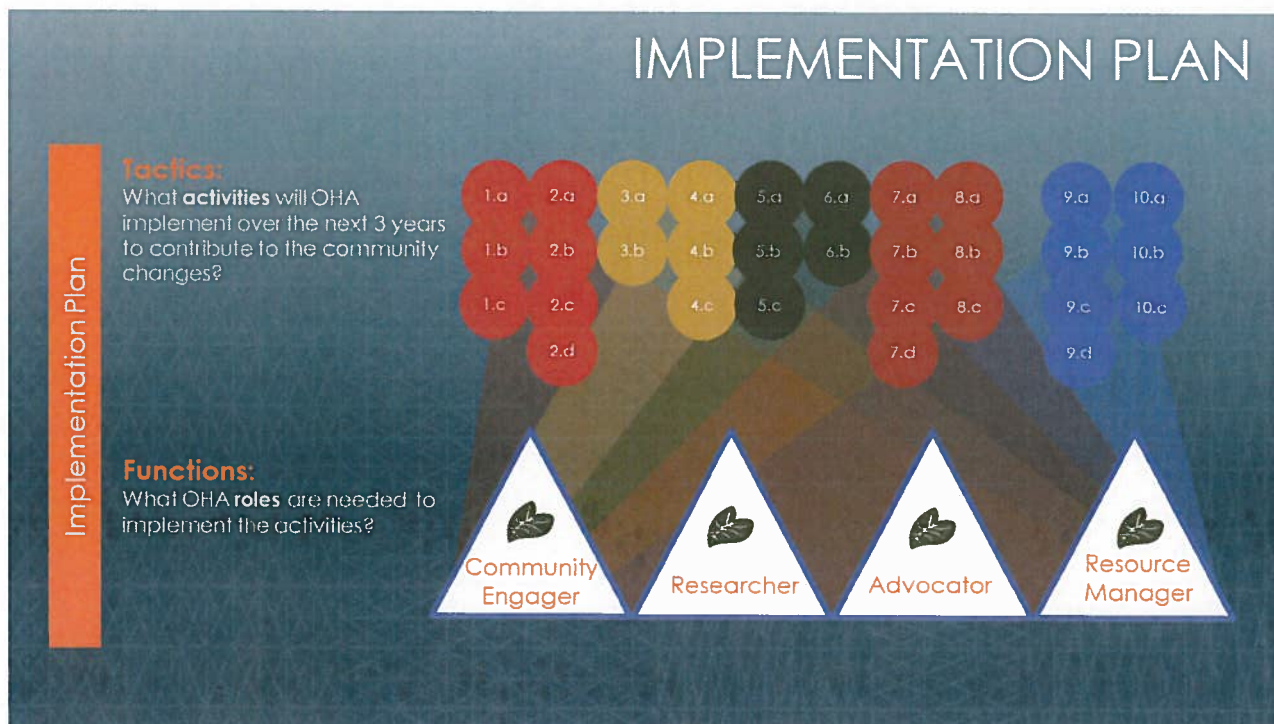 IMPLEMENTATION PLAN
Implementation Plan
Tactics:
What activities will OHA
implement over the next 3 years
to contribute to the community
changes?
1.a 2.a 3.a 4.a 5.a 6.a 7.a 8.a 9.a 10.a
1.b 2.b 3.b 4.b 5.b 6.b 7.b 8.b 9.b 10.b
1.c 2.c 4.c 5.c 7.c 8.c 9.c 10.c
2.d 7.d 9.d
Functions:
What OHA roles are needed to
implement the activities?
Community
Engager
Researcher
Advocator
Resource
Manager